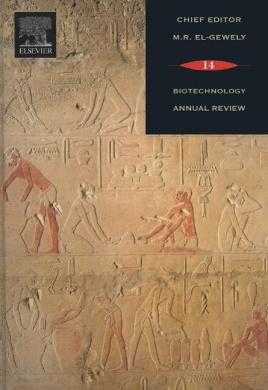 ELSEVIER
CHIEF EDITOR
M.R. EL-GEWELY
14
BIOTECHNOLOGY
ANNUAL REVIEW